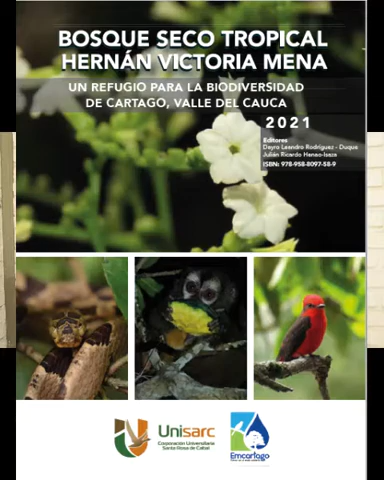 BOSQUE SECO TROPICAL
HERNÁN VICTORIA MENA
UN REFUGIO PARA LA BIODIVERSIDAD
DE CARTAGO, VALLE DEL CAUCA
2021
Editores
Dayro Leandro Rodríguez - Duque
Julián Ricardo Henao-Isaza
ISBN: 978-958-8097-58-9
Unisarc
Corporación Universitaria
Santa Rosa de Cabal
Emcartago